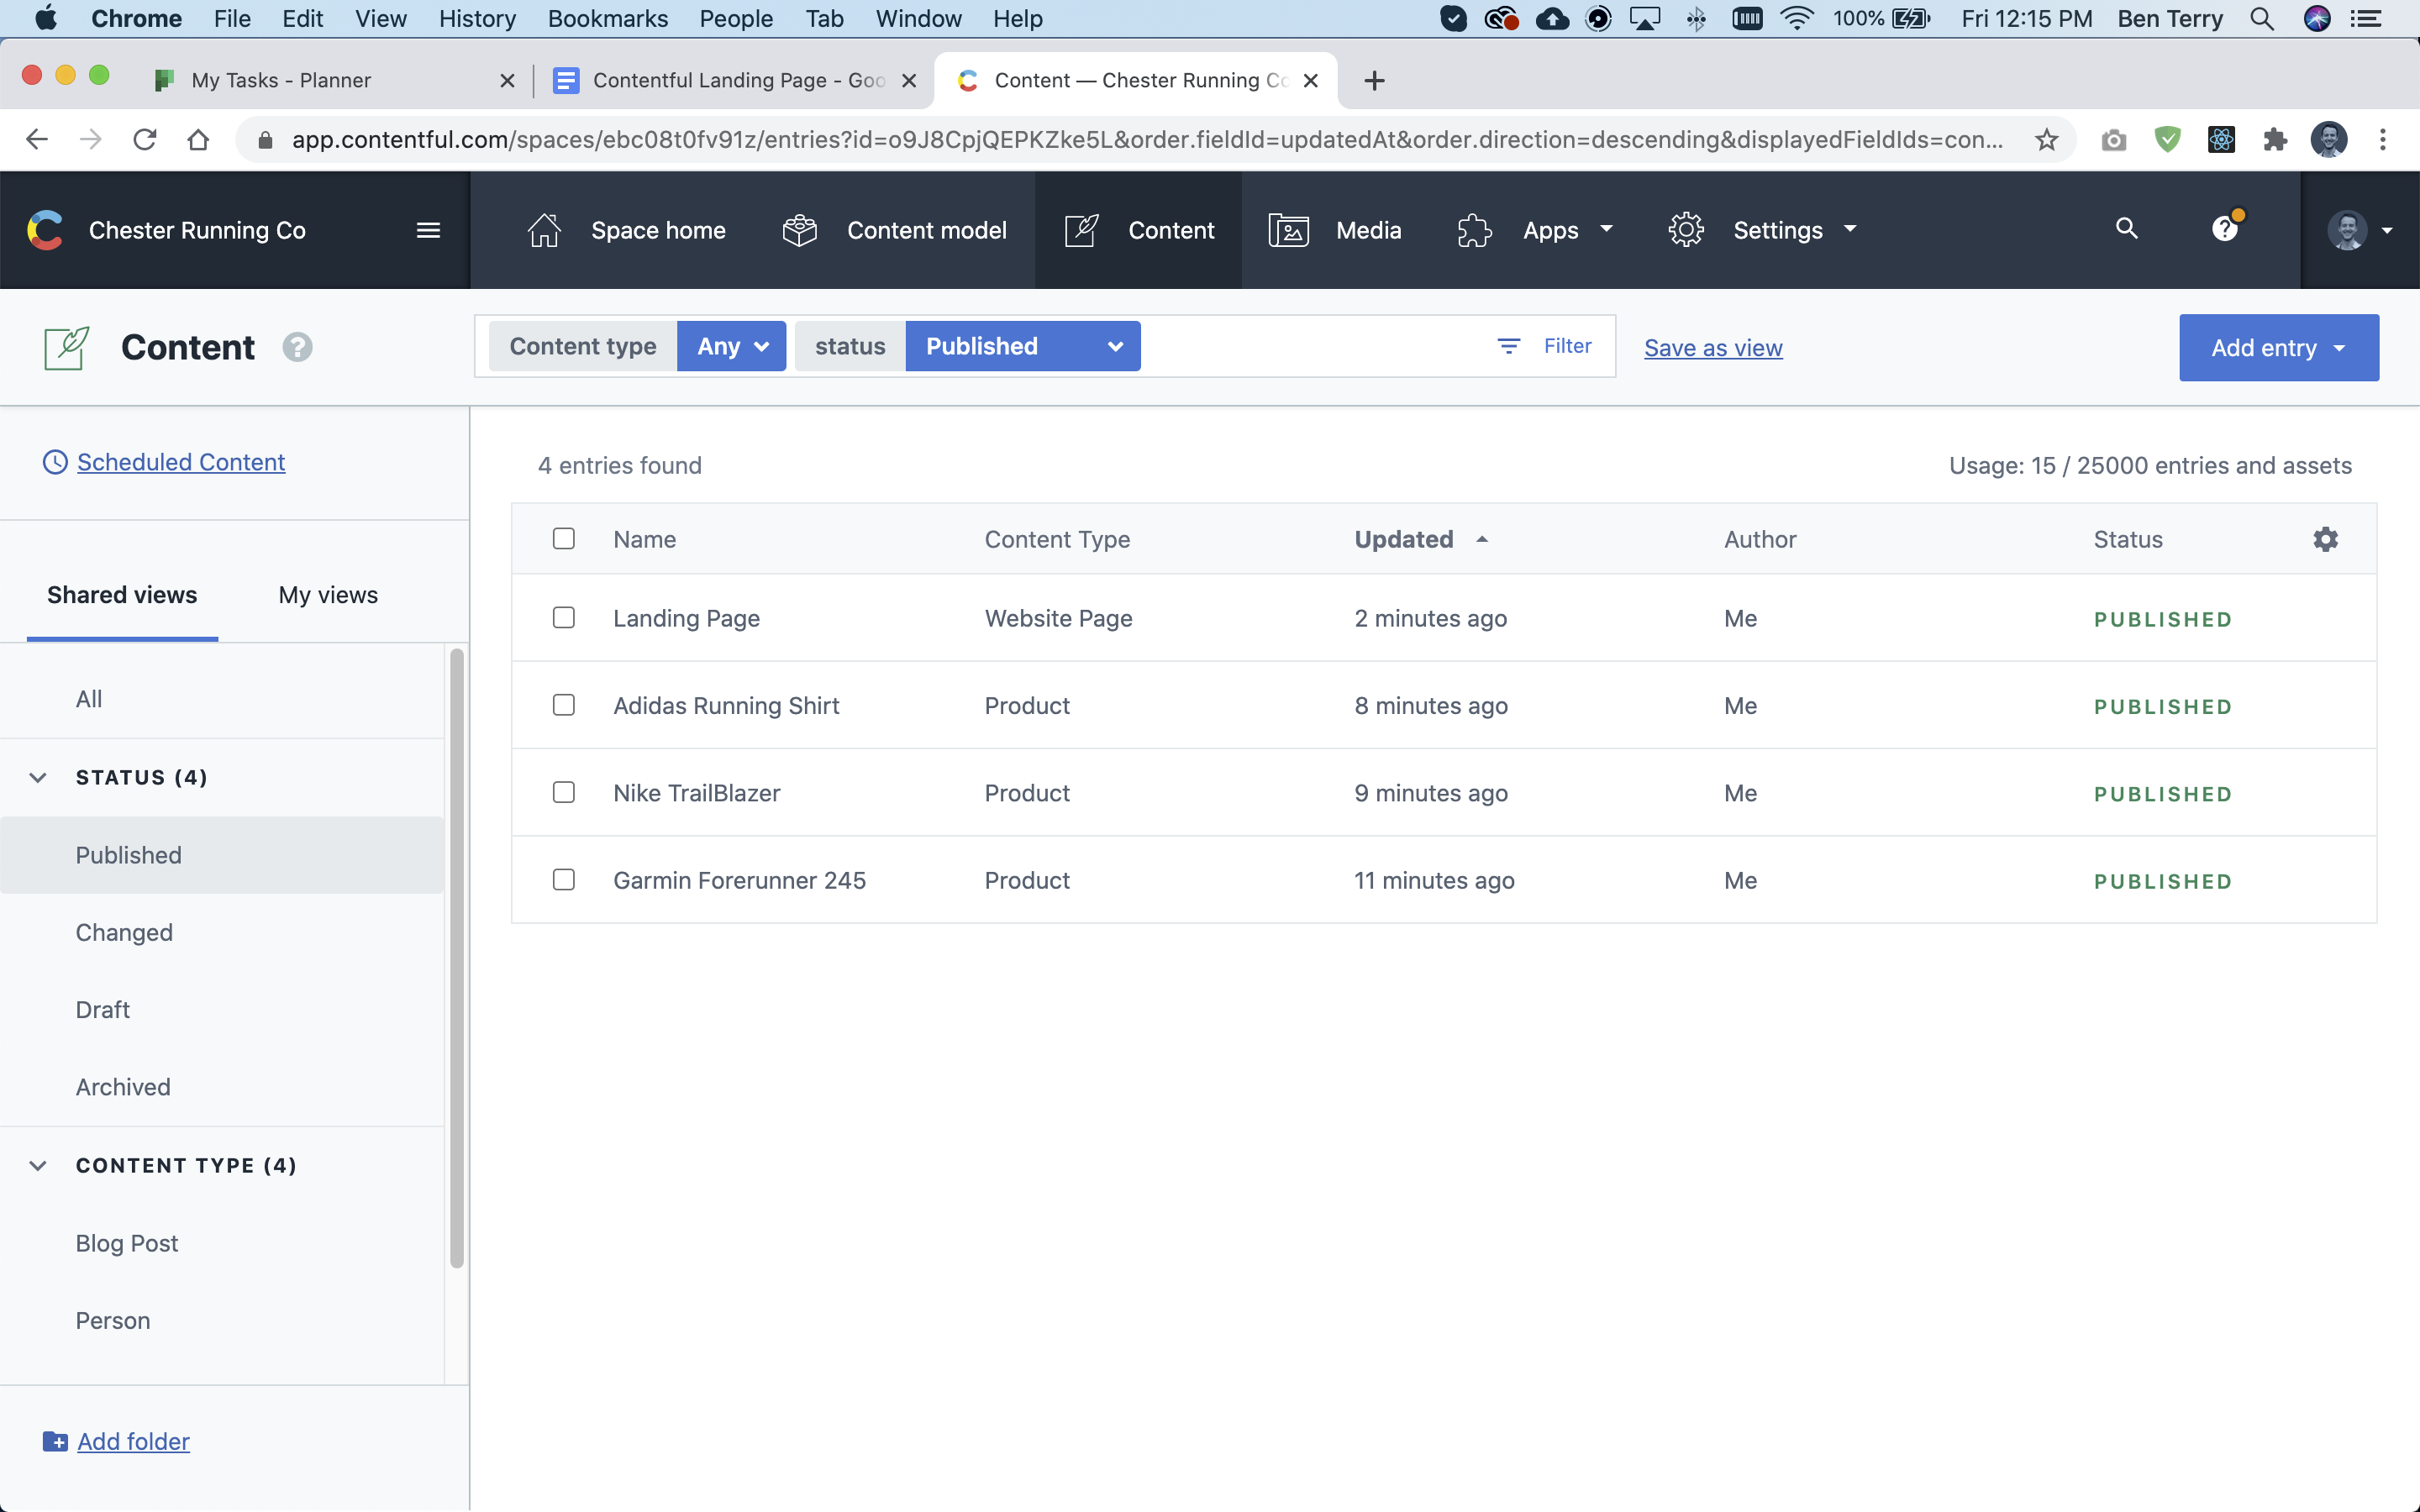 Chrome File Edit View History Bookmarks People Tab Window Help 100% Fri 12:15 PM Ben Terry
My Tasks - Planner Contentful Landing Page - Goo Content — Chester Running Co
app.contentful.com/spaces/ebc08t0fv91z/entries?id=o9J8CpjQEPKZke5L&order.fieldId=updatedAt&order.direction=descending&displayedFieldIds=con...
Chester Running Co Space home Content model Content Media Apps Settings
Content Content type Any status Published Filter Save as view Add entry
Scheduled Content
4 entries found Usage: 15 / 25000 entries and assets
Shared views My views
All
STATUS (4)
Published
Changed
Draft
Archived
CONTENT TYPE (4)
Blog Post
Person
Add folder
Name Content Type Updated Author Status
Landing Page Website Page 2 minutes ago Me PUBLISHED
Adidas Running Shirt Product 8 minutes ago Me PUBLISHED
Nike TrailBlazer Product 9 minutes ago Me PUBLISHED
Garmin Forerunner 245 Product 11 minutes ago Me PUBLISHED